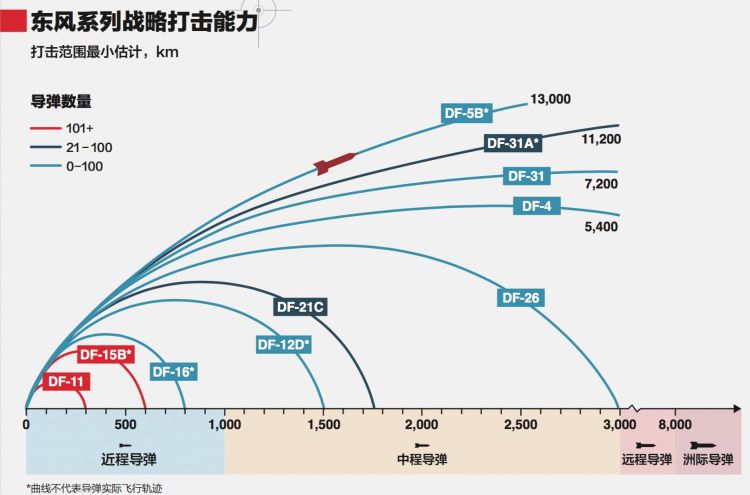 东风系列战略打击能力
打击范围最小估计，km
导弹数量
101+
21-100
0-100
DF-5B*
13,000
DF-31A*
11,200
DF-31
7,200
DF-4
5,400
DF-26
DF-21C
DF-12D*
DF-16*
DF-15B*
DF-11
0 500 1,000 1,500 2,000 2,500 3,000 8,000
近程导弹 中程导弹 远程导弹 洲际导弹
*曲线不代表导弹实际飞行轨迹